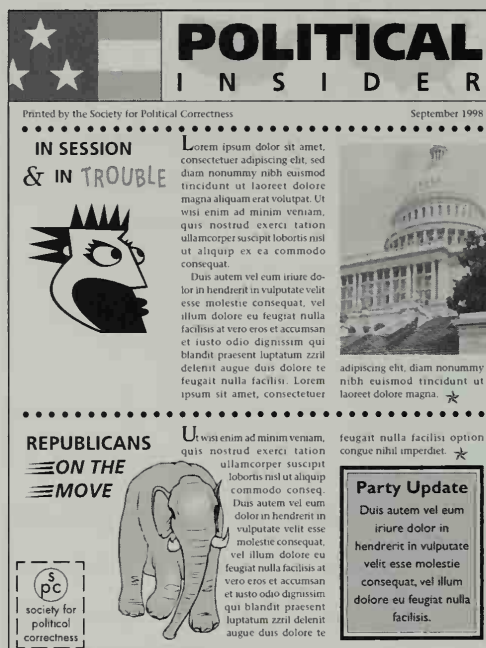 POLITICAL
INSIDER
Printed by the Society for Political Correctness
September 1998
IN SESSION
& IN TROUBLE
Lorem ipsum dolor sit amet,
consectetuer adipiscing elit, sed
diam nonummy nibh euismod
tincidunt ut laoreet dolore
magna aliquam erat volutpat. Ut
wisi enim ad minim veniam,
quis nostrud exerci tation
ullamcorper suscipit lobortis nisl
ut aliquip ex ea commodo
consequat.
Duis autem vel eum iriure do-
lor in hendrerit in vulputate velit
esse molestie consequat, vel
illum dolore eu feugiat nulla
facilisis at vero eros et accumsan
et iusto odio dignissim qui
blandit praesent luptatum zzril
delenit augue duis dolore te
feugait nulla facilisi. Lorem
ipsum sit amet, consectetuer
adipiscing elit, diam nonummy
nibh euismod tincidunt ut
laoreet dolore magna.
REPUBLICANS
ON THE
MOVE
Ut wisi enim ad minim veniam,
quis nostrud exerci tation
ullamcorper suscipit
lobortis nisl ut aliquip
commodo conseq.
Duis autem vel eum
dolor in hendrerit in
vulputate velit esse
molestie consequat,
vel illum dolore eu
feugiat nulla facilisis at
vero eros et accumsan
et iusto odio dignissim
qui blandit praesent
luptatum zzril delenit
augue duis dolore te
feugait nulla facilisi option
congue nihil imperdiet.
Party Update
Duis autem vel eum
iriure dolor in
hendrerit in vulputate
velit esse molestie
consequat, vel illum
dolore eu feugiat nulla
facilisis.
s
pc
society for
political
correctness